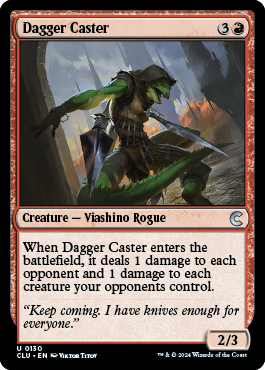 Dagger Caster 3
Creature — Viashino Rogue
When Dagger Caster enters the
battlefield, it deals 1 damage to each
opponent and 1 damage to each
creature your opponents control.
“Keep coming. I have knives enough for
everyone.”
2/3
U 0130
CLU • EN Viktor Titov
™ & © 2024 Wizards of the Coast